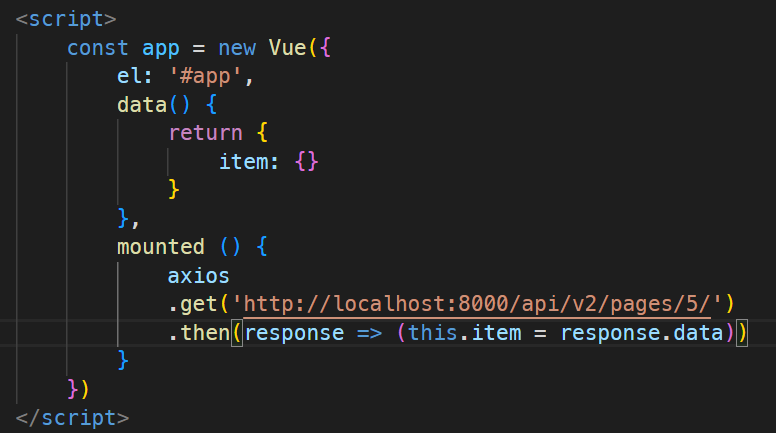 <script>
    const app = new Vue({
        el: '#app',
        data() {
            return {
                item: {}
            }
        },
        mounted () {
            axios
            .get('http://localhost:8000/api/v2/pages/5/')
            .then(response => (this.item = response.data))
        }
    })
</script>